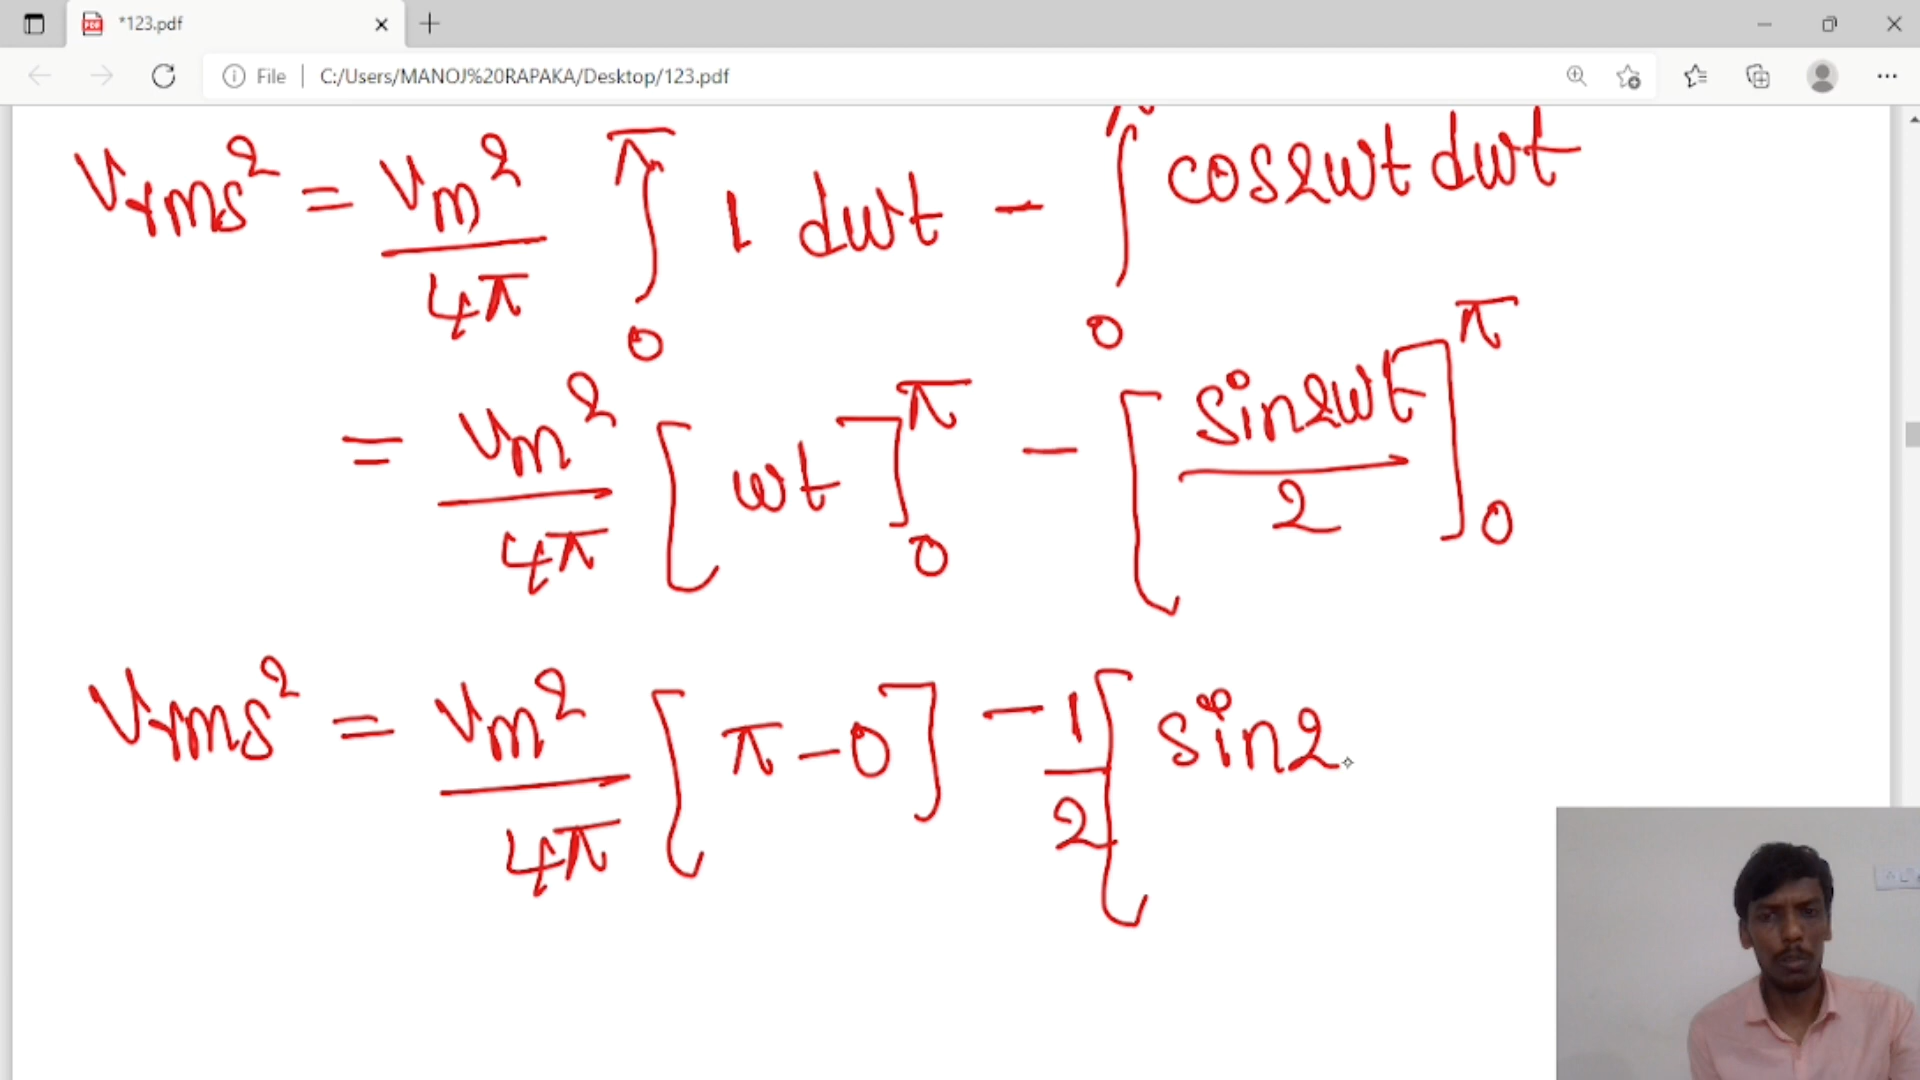 *123.pdf
File | C:/Users/MANOJ%20RAPAKA/Desktop/123.pdf
Vrms² = Vm²/4π ∫₀^π 1 dωt − ∫₀^π cos2ωt dωt
= Vm²/4π [ωt]₀^π − [sin2ωt/2]₀^π
Vrms² = Vm²/4π [π−0] −1/2 [sin2